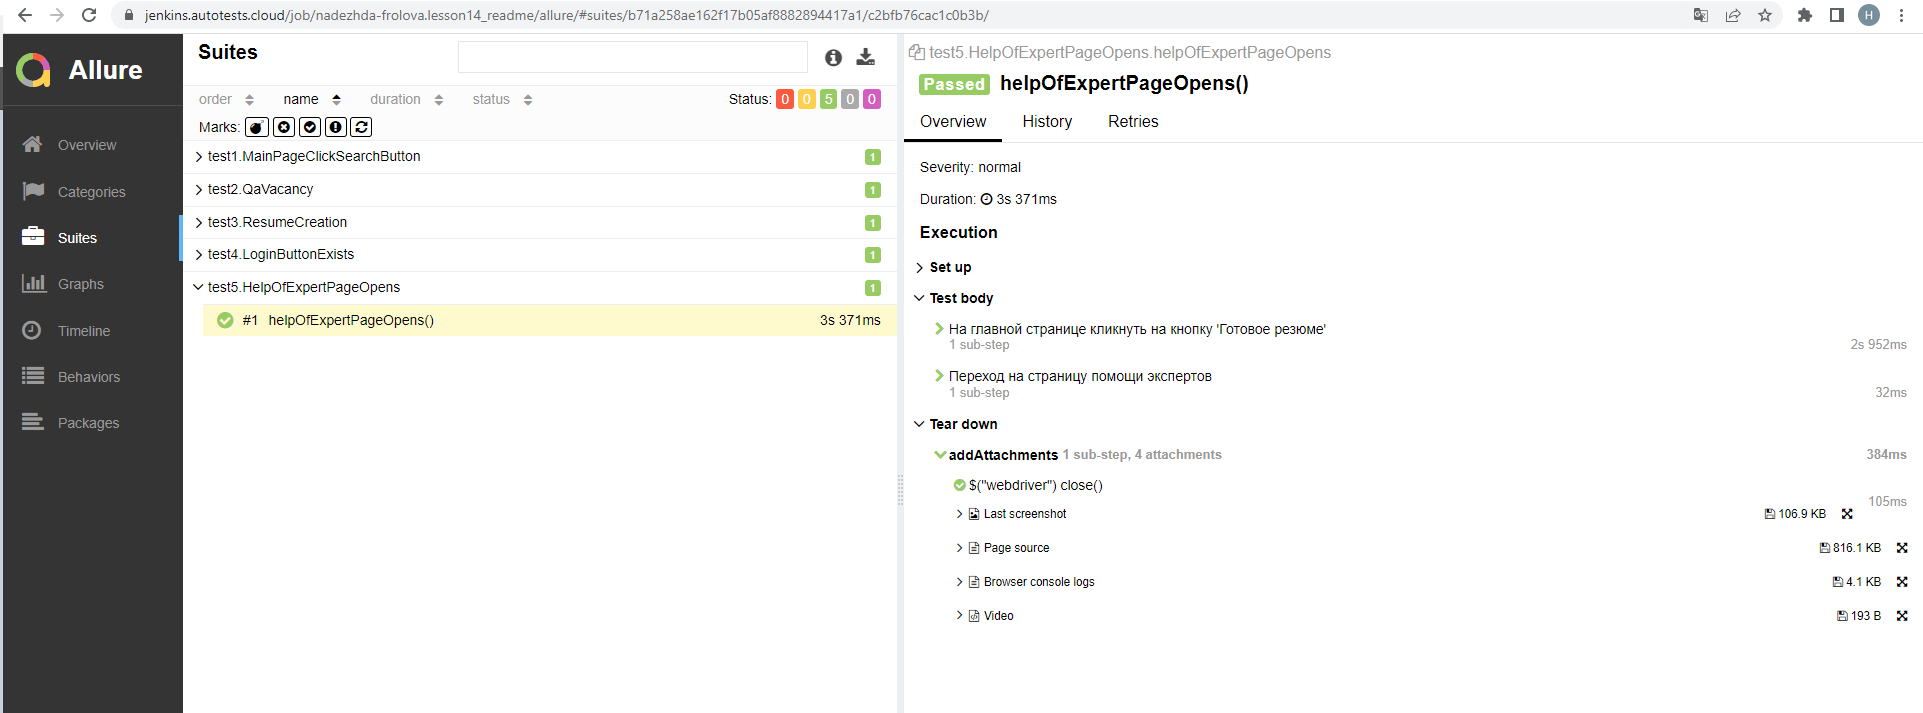 jenkins.autotests.cloud/job/nadezhda-frolova.lesson14_readme/allure/#suites/b71a258ae162f17b05af8882894417a1/c2bfb76cac1c0b3b/
H
Allure
Overview
Categories
Suites
Graphs
Timeline
Behaviors
Packages
Suites
order name duration status Status: 0 0 5 0 0
Marks:
test1.MainPageClickSearchButton 1
test2.QaVacancy 1
test3.ResumeCreation 1
test4.LoginButtonExists 1
test5.HelpOfExpertPageOpens 1
#1 helpOfExpertPageOpens() 3s 371ms
test5.HelpOfExpertPageOpens.helpOfExpertPageOpens
Passed helpOfExpertPageOpens()
Overview History Retries
Severity: normal
Duration: 3s 371ms
Execution
Set up
Test body
На главной странице кликнуть на кнопку 'Готовое резюме'
1 sub-step 2s 952ms
Переход на страницу помощи экспертов
1 sub-step 32ms
Tear down
addAttachments 1 sub-step, 4 attachments 384ms
$("webdriver") close()
105ms
Last screenshot 106.9 KB
Page source 816.1 KB
Browser console logs 4.1 KB
Video 193 B